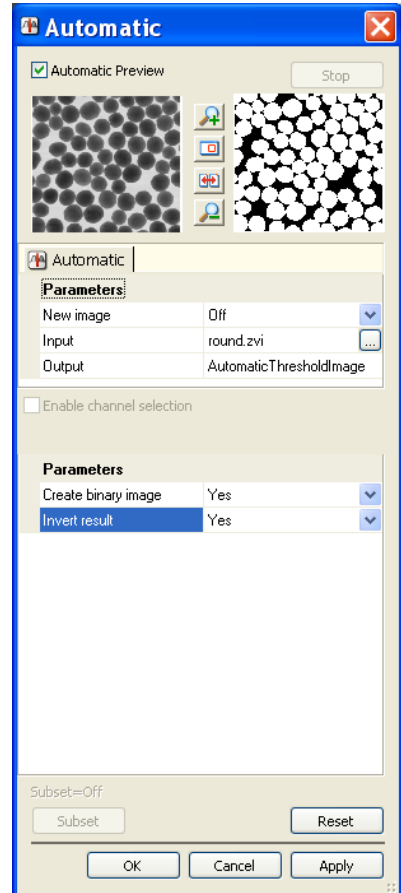 Automatic
Automatic Preview
Stop
Automatic
Parameters
New image Off
Input round.zvi ...
Output AutomaticThresholdImage
Enable channel selection
Parameters
Create binary image Yes
Invert result Yes
Subset=Off
Subset Reset
OK Cancel Apply